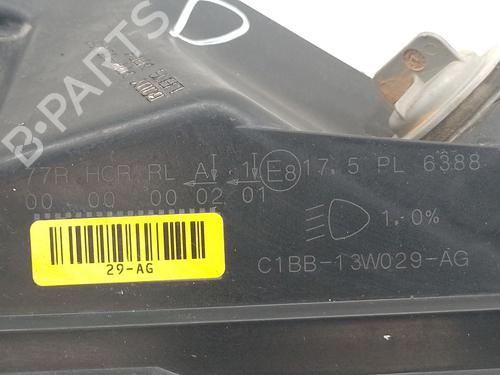 B-PARTS
77R HCR RL A 1 E8 17.5 PL 6388
00 00 00 02 01
1.0%
29-AG
C1BB-13W029-AG